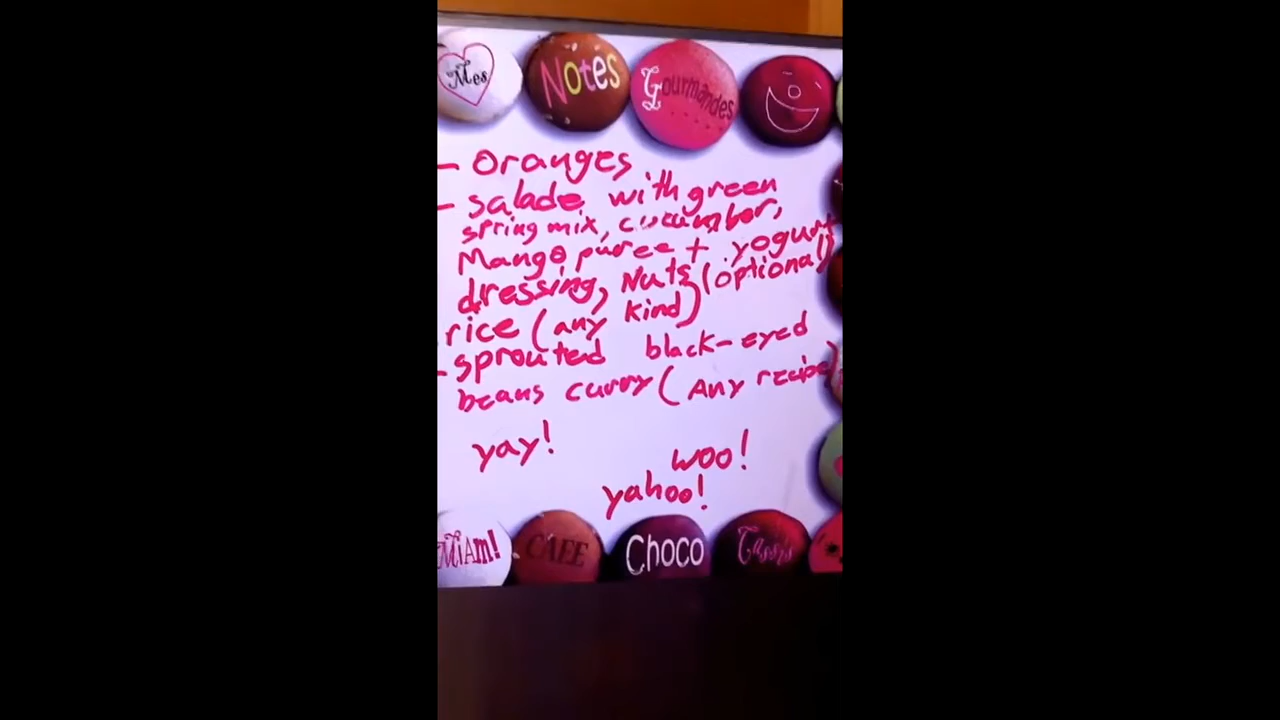 Mes Notes Gourmandes
- Oranges
- salade with green
spring mix, cucumber,
Mango puree + yogurt
dressing, Nuts (optional)
rice (any kind)
- sprouted black-eyed
beans curry (Any recipe)
yay!
woo!
yahoo!
MiAm! CAFE Choco Cassis